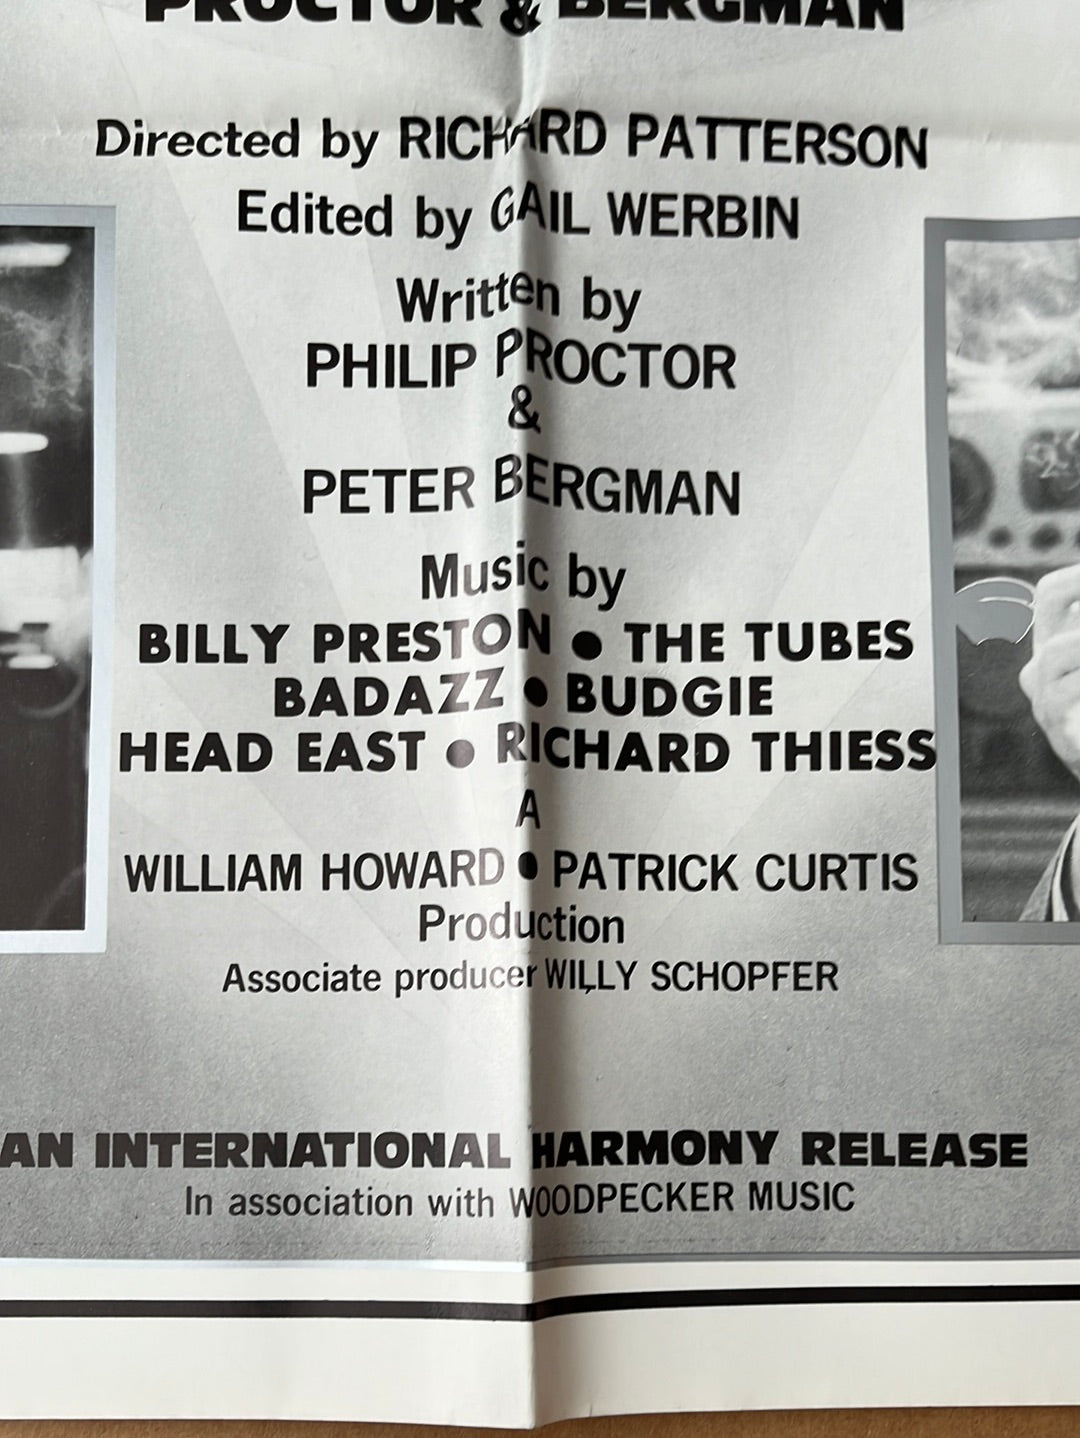 PROCTOR & BERGMAN
Directed by RICHARD PATTERSON
Edited by GAIL WERBIN
Written by
PHILIP PROCTOR
&
PETER BERGMAN
Music by
BILLY PRESTON • THE TUBES
BADAZZ • BUDGIE
HEAD EAST • RICHARD THIESS
A
WILLIAM HOWARD • PATRICK CURTIS
Production
Associate producer WILLY SCHOPFER
AN INTERNATIONAL HARMONY RELEASE
In association with WOODPECKER MUSIC